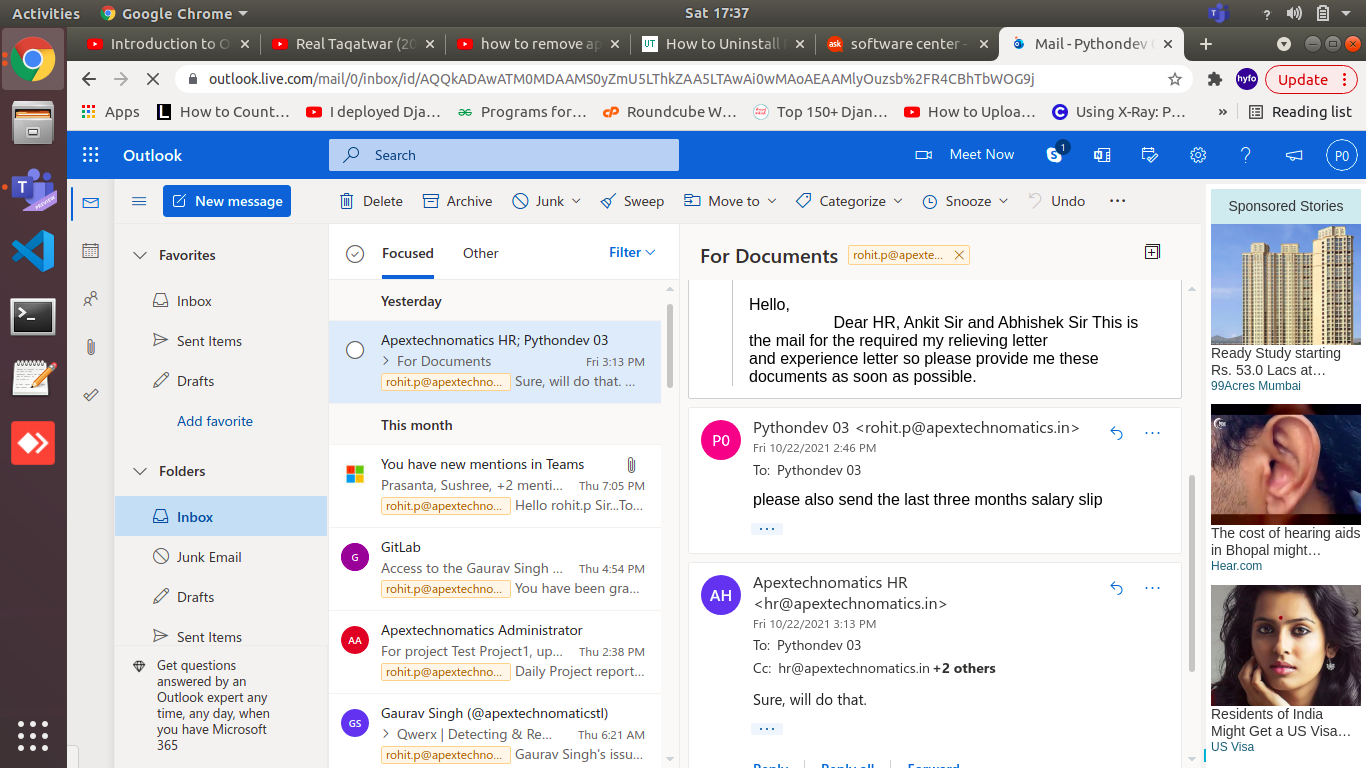 Activities
Google Chrome
Sat 17:37
?
Introduction to O
Real Taqatwar (20
how to remove ap
UT
How to Uninstall
ask
software center -
Mail - Pythondev
outlook.live.com/mail/0/inbox/id/AQQkADAwATM0MDAAMS0yZmU5LThkZAA5LTAwAi0wMAoAEAAMlyOuzsb%2FR4CBhTbWOG9j
hyfo
Update
Apps
How to Count…
I deployed Dja…
Programs for…
Roundcube W…
Top 150+ Djan…
How to Uploa…
Using X-Ray: P…
»
Reading list
Outlook
Search
Meet Now
1
P0
New message
Delete
Archive
Junk
Sweep
Move to
Categorize
Snooze
Undo
PREVIEW
Favorites
Inbox
Sent Items
Drafts
Add favorite
Folders
Inbox
Junk Email
Drafts
Sent Items
Get questions
answered by an
Outlook expert any
time, any day, when
you have Microsoft
365
Focused
Other
Filter
Yesterday
Apextechnomatics HR; Pythondev 03
For Documents
Fri 3:13 PM
rohit.p@apextechno...
Sure, will do that. ...
This month
You have new mentions in Teams
Prasanta, Sushree, +2 menti...
Thu 7:05 PM
rohit.p@apextechno...
Hello rohit.p Sir...To...
G
GitLab
Access to the Gaurav Singh ...
Thu 4:54 PM
rohit.p@apextechno...
You have been gra...
AA
Apextechnomatics Administrator
For project Test Project1, up...
Thu 2:38 PM
rohit.p@apextechno...
Daily Project report...
GS
Gaurav Singh (@apextechnomaticstl)
Qwerx | Detecting & Re...
Thu 6:21 AM
rohit.p@apextechno...
Gaurav Singh's issu...
For Documents
rohit.p@apexte...
Hello,
Dear HR, Ankit Sir and Abhishek Sir This is
the mail for the required my relieving letter
and experience letter so please provide me these
documents as soon as possible.
P0
Pythondev 03 <rohit.p@apextechnomatics.in>
Fri 10/22/2021 2:46 PM
To: Pythondev 03
please also send the last three months salary slip
...
AH
Apextechnomatics HR
<hr@apextechnomatics.in>
Fri 10/22/2021 3:13 PM
To: Pythondev 03
Cc: hr@apextechnomatics.in +2 others
Sure, will do that.
...
Reply
Reply all
Forward
Sponsored Stories
Ready Study starting
Rs. 53.0 Lacs at…
99Acres Mumbai
The cost of hearing aids
in Bhopal might…
Hear.com
Residents of India
Might Get a US Visa…
US Visa